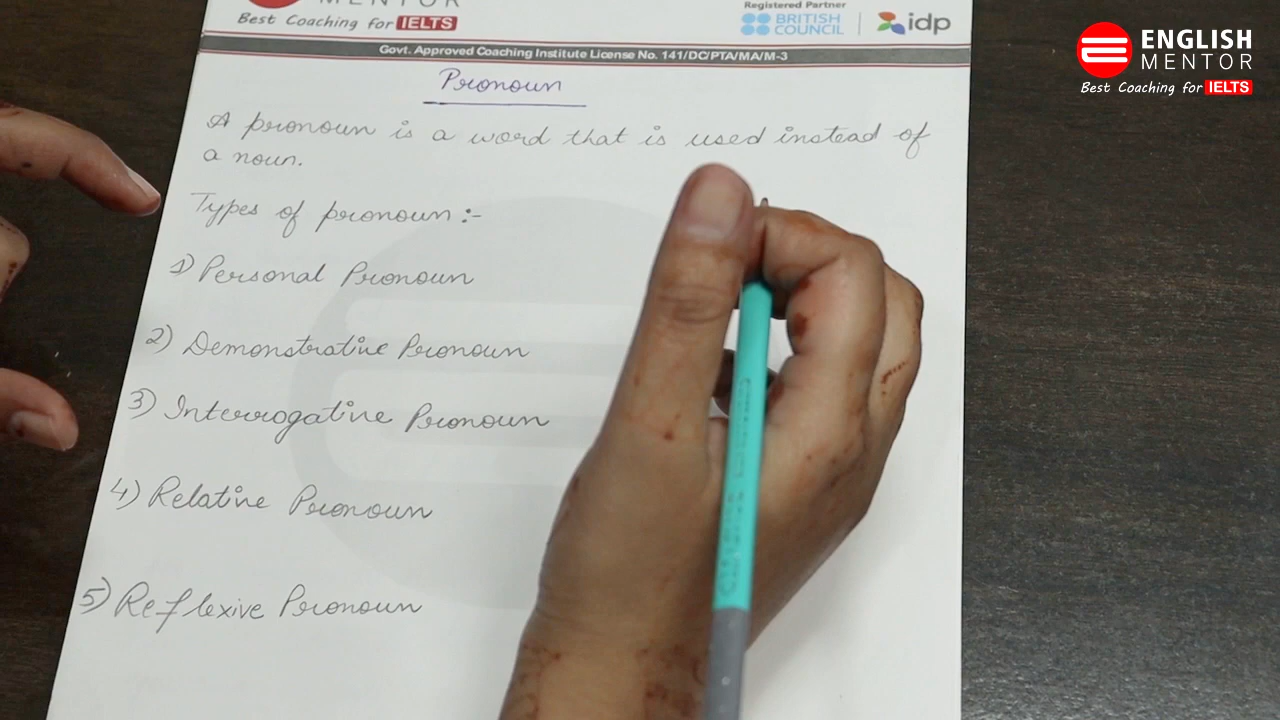 MENTOR
Best Coaching for IELTS
Registered Partner
BRITISH COUNCIL
idp
Govt. Approved Coaching Institute License No. 141/DC/PTA/MA/M-3
ENGLISH
MENTOR
Best Coaching for IELTS
Pronoun
A pronoun is a word that is used instead of
a noun.
Types of pronoun :-
1) Personal Pronoun
2) Demonstrative Pronoun
3) Interrogative Pronoun
4) Relative Pronoun
5) Reflexive Pronoun